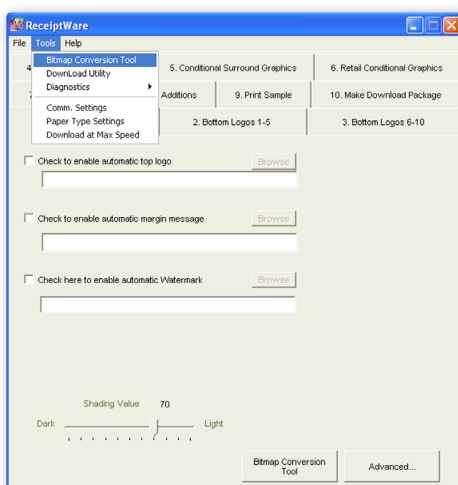 ReceiptWare
File Tools Help
Bitmap Conversion Tool
DownLoad Utility
Diagnostics
Comm. Settings
Paper Type Settings
Download at Max Speed
4
5. Conditional Surround Graphics
6. Retail Conditional Graphics
Additions
9. Print Sample
10. Make Download Package
2. Bottom Logos 1-5
3. Bottom Logos 6-10
Check to enable automatic top logo
Browse
Check to enable automatic margin message
Browse
Check here to enable automatic Watermark
Browse
Shading Value 70
Dark Light
Bitmap Conversion
Tool
Advanced...